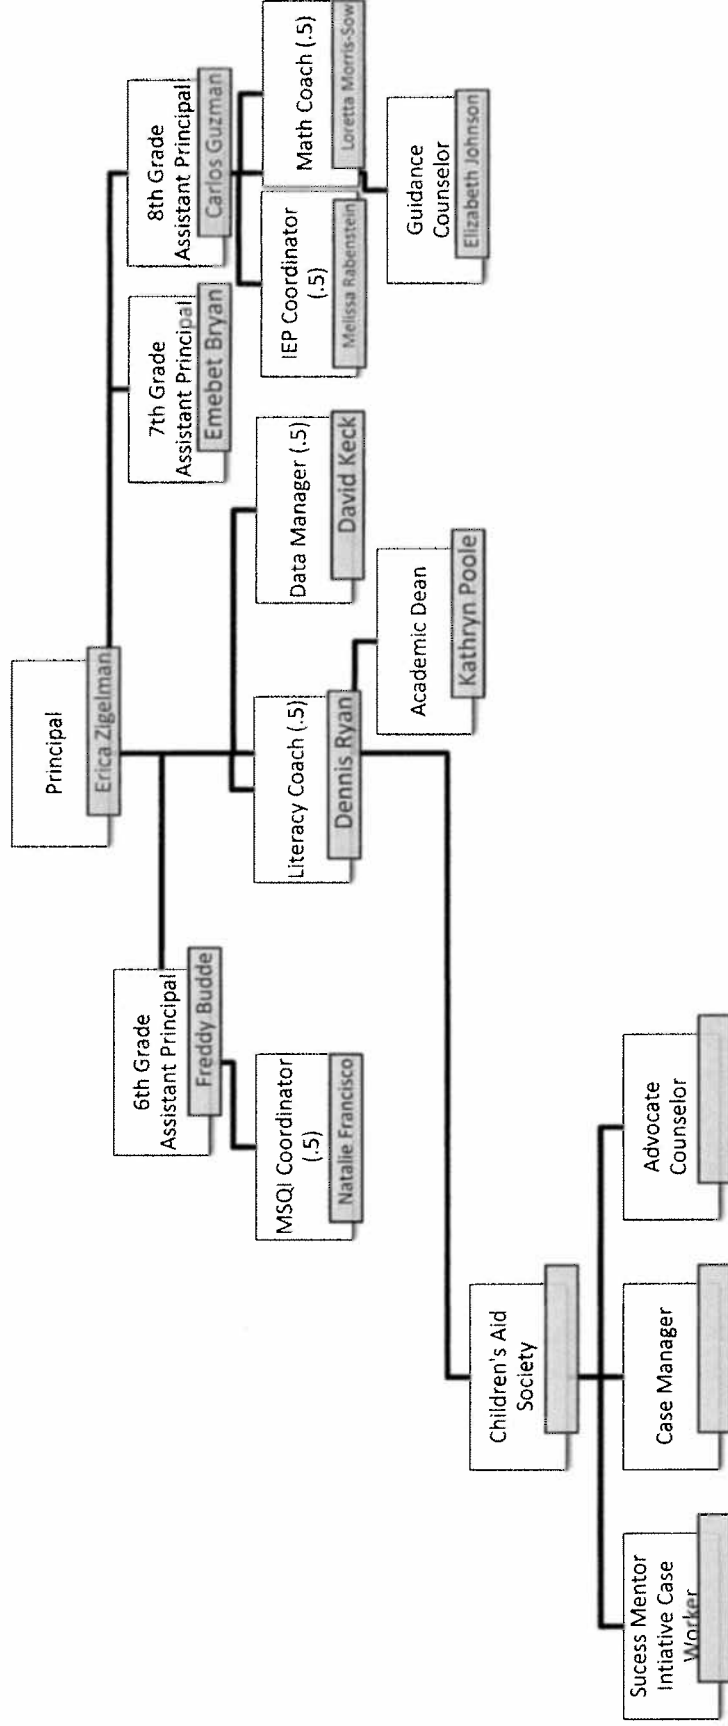 Principal
Erica Zigelman
6th Grade
Assistant Principal
Freddy Budde
7th Grade
Assistant Principal
Emebet Bryan
8th Grade
Assistant Principal
Carlos Guzman
MSQI Coordinator
(.5)
Natalie Francisco
Literacy Coach (.5)
Dennis Ryan
Data Manager (.5)
David Keck
IEP Coordinator
(.5)
Melissa Rabenstein
Math Coach (.5)
Loretta Morris-Sow
Academic Dean
Kathryn Poole
Guidance
Counselor
Elizabeth Johnson
Children's Aid
Society
Sucess Mentor
Intiative Case
Worker
Case Manager
Advocate
Counselor